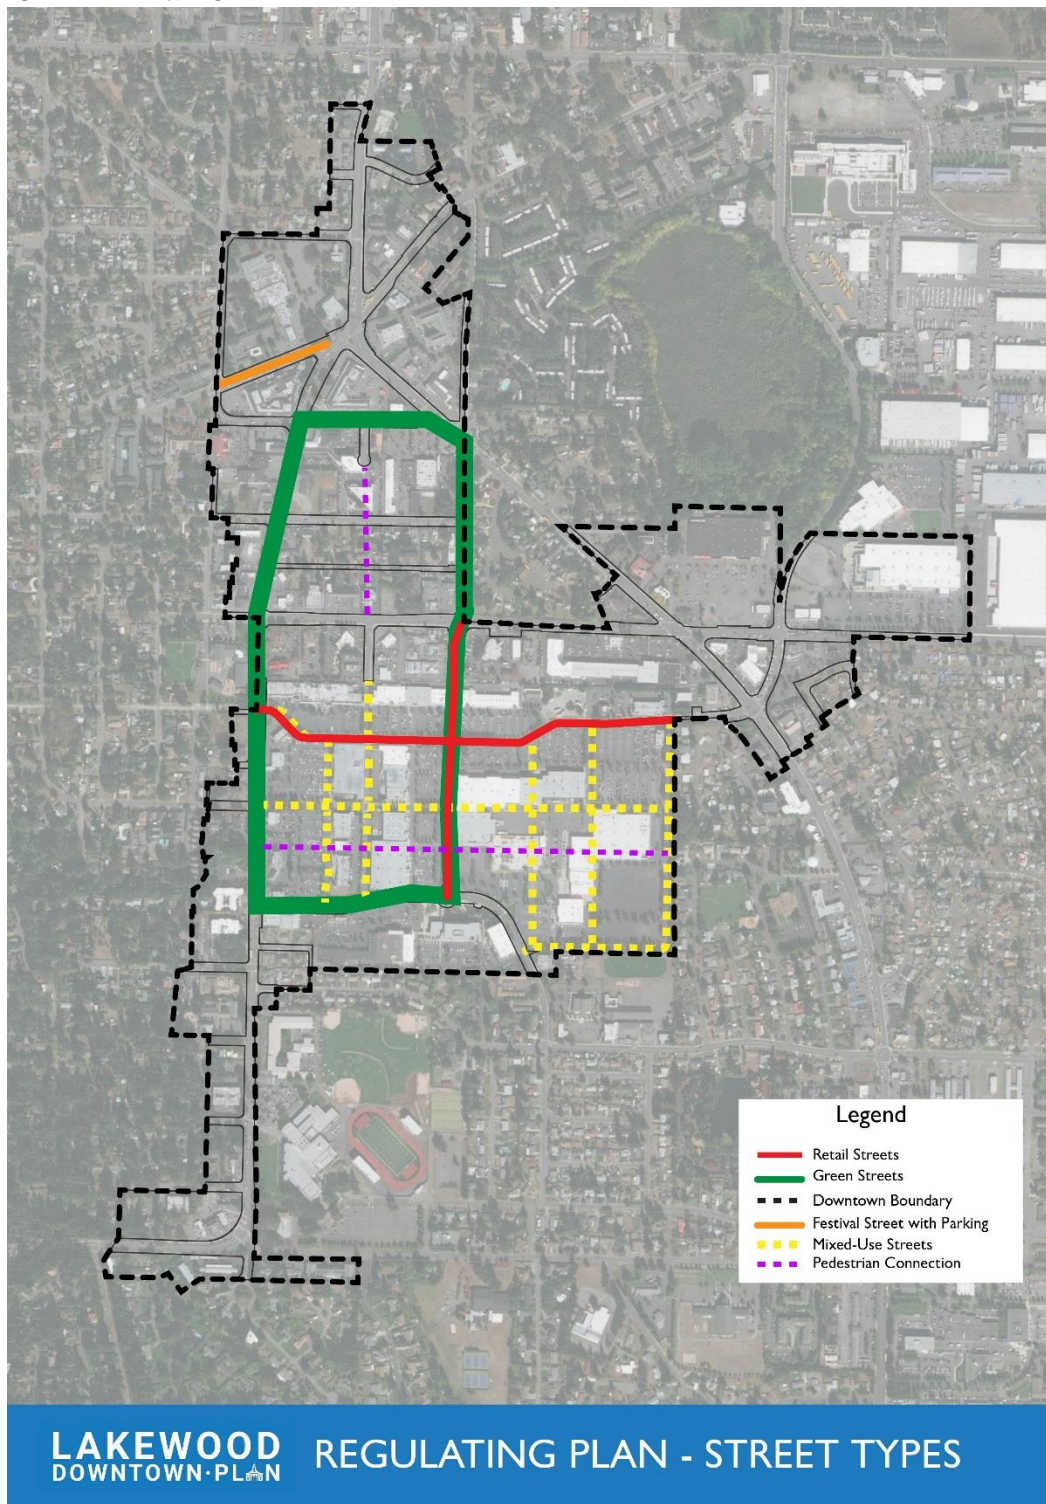 Legend
Retail Streets
Green Streets
Downtown Boundary
Festival Street with Parking
Mixed-Use Streets
Pedestrian Connection
LAKEWOOD
DOWNTOWN·PLAN
REGULATING PLAN - STREET TYPES